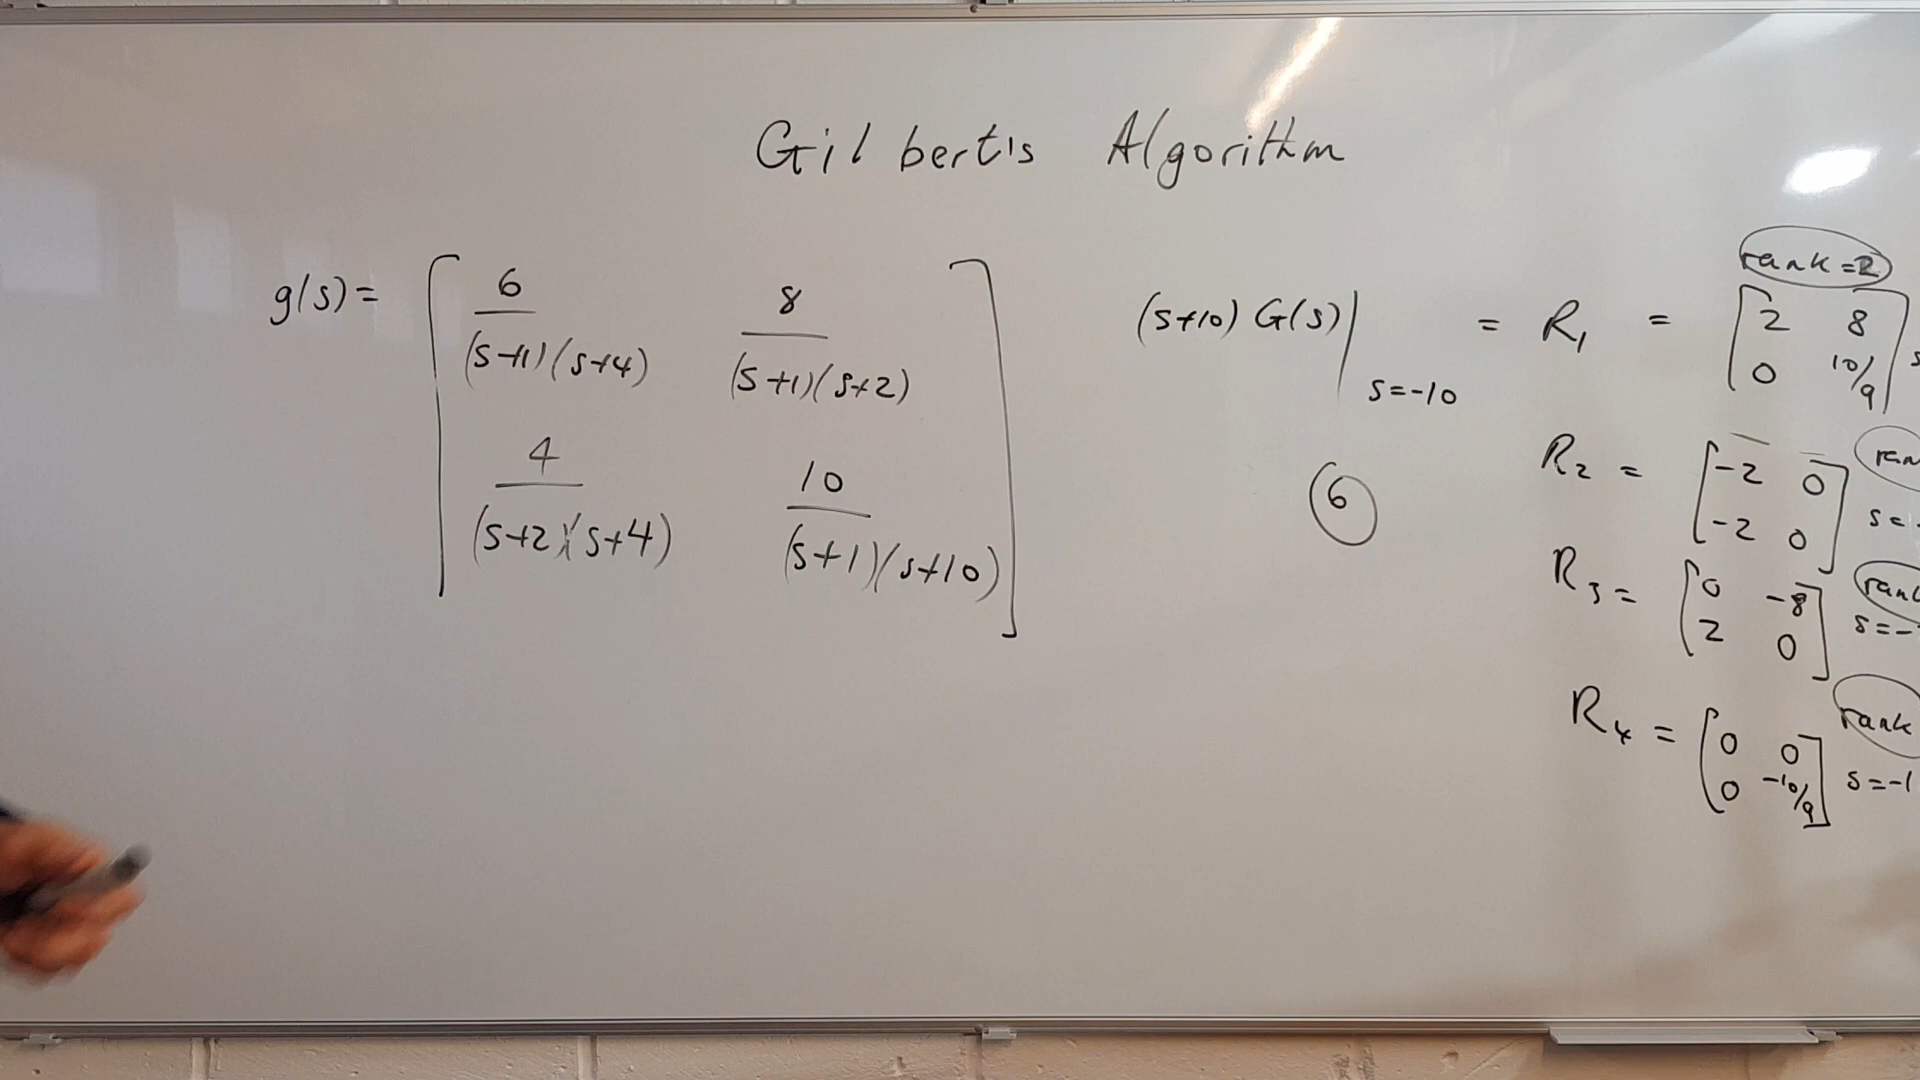 Gilbert's Algorithm
g(s) = [ 6/((s+1)(s+4))   8/((s+1)(s+2)) ]
[ 4/((s+2)(s+4))   10/((s+1)(s+10)) ]
(s+10) G(s) | s=-10 = R1 = [ 2 8 ; 0 10/9 ] rank=2
6
R2 = [ -2 0 ; -2 0 ]
s=-
R3 = [ 0 -8 ; 2 0 ]
s=-
R4 = [ 0 0 ; 0 -10/9 ] rank
s=-1